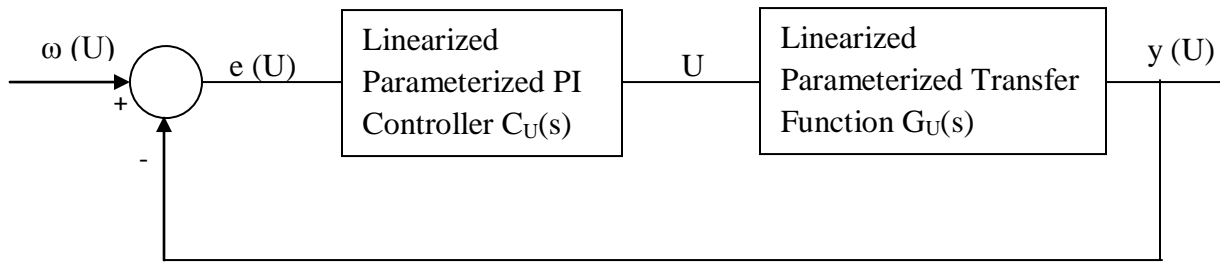 ω (U)
+
-
e (U)
Linearized
Parameterized PI
Controller C_U(s)
U
Linearized
Parameterized Transfer
Function G_U(s)
y (U)